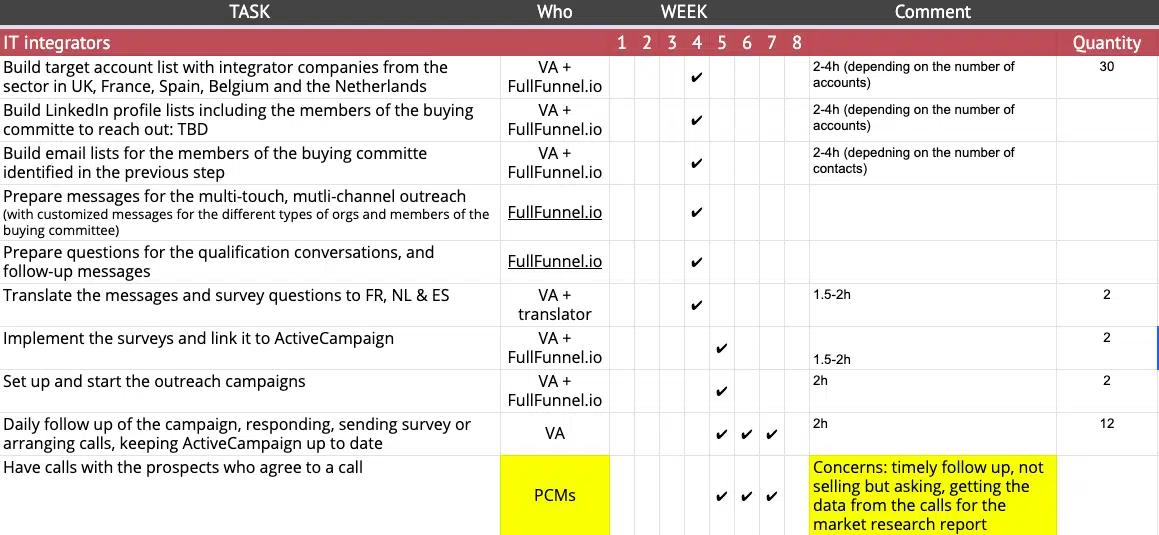 TASK Who WEEK Comment
IT integrators 1 2 3 4 5 6 7 8 Quantity
Build target account list with integrator companies from the
sector in UK, France, Spain, Belgium and the Netherlands
VA +
FullFunnel.io
✔
2-4h (depending on the number of
accounts)
30
Build LinkedIn profile lists including the members of the buying
committe to reach out: TBD
VA +
FullFunnel.io
✔
2-4h (depending on the number of
accounts)
Build email lists for the members of the buying committe
identified in the previous step
VA +
FullFunnel.io
✔
2-4h (depedning on the number of
contacts)
Prepare messages for the multi-touch, mutli-channel outreach
(with customized messages for the different types of orgs and members of the
buying committee)
FullFunnel.io
✔
Prepare questions for the qualification conversations, and
follow-up messages
FullFunnel.io
✔
Translate the messages and survey questions to FR, NL & ES
VA +
translator
✔
1.5-2h
2
Implement the surveys and link it to ActiveCampaign
VA +
FullFunnel.io
✔
1.5-2h
2
Set up and start the outreach campaigns
VA +
FullFunnel.io
✔
2h
2
Daily follow up of the campaign, responding, sending survey or
arranging calls, keeping ActiveCampaign up to date
VA
✔ ✔ ✔
2h
12
Have calls with the prospects who agree to a call
PCMs
✔ ✔ ✔
Concerns: timely follow up, not
selling but asking, getting the
data from the calls for the
market research report